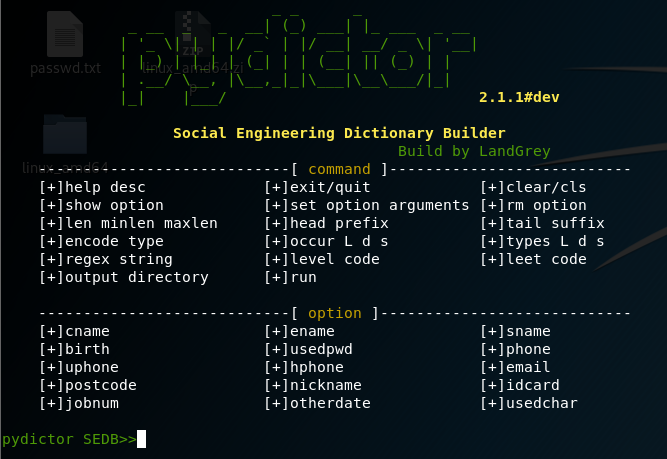 pydictor
passwd.txt
linux_amd64.zi
p
2.1.1#dev
Social Engineering Dictionary Builder
Build by LandGrey
linux_amd64
----------------------------[ command ]---------------------------
[+]help desc [+]exit/quit [+]clear/cls
[+]show option [+]set option arguments [+]rm option
[+]len minlen maxlen [+]head prefix [+]tail suffix
[+]encode type [+]occur L d s [+]types L d s
[+]regex string [+]level code [+]leet code
[+]output directory [+]run
----------------------------[ option ]----------------------------
[+]cname [+]ename [+]sname
[+]birth [+]usedpwd [+]phone
[+]uphone [+]hphone [+]email
[+]postcode [+]nickname [+]idcard
[+]jobnum [+]otherdate [+]usedchar
pydictor SEDB>>